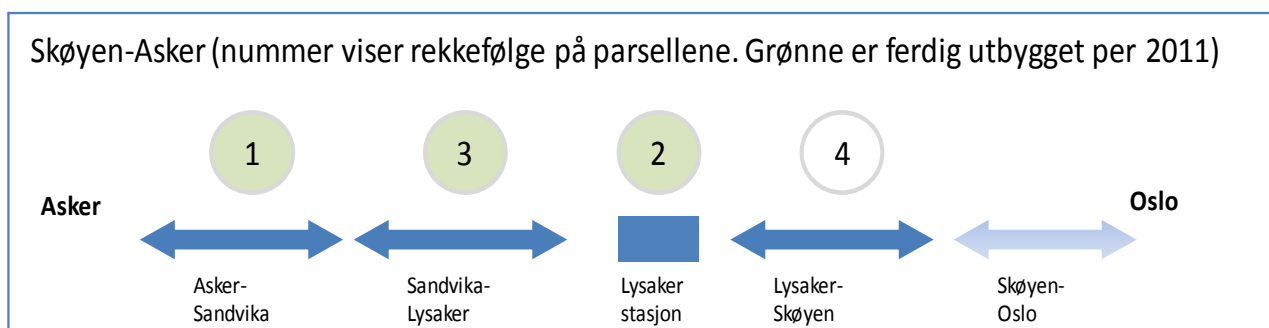 Skøyen-Asker (nummer viser rekkefølge på parsellene. Grønne er ferdig utbygget per 2011)
1
3
2
4
Asker
Oslo
Asker-
Sandvika
Sandvika-
Lysaker
Lysaker
stasjon
Lysaker-
Skøyen
Skøyen-
Oslo